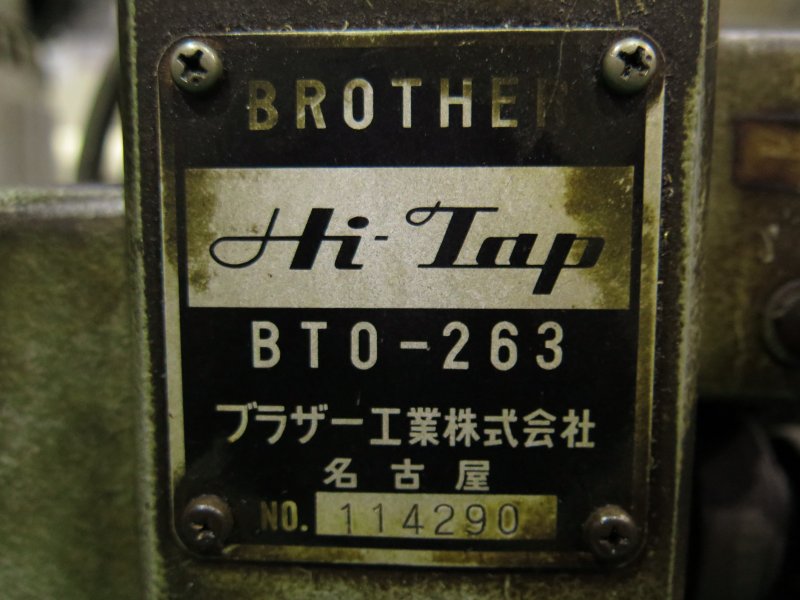 BROTHER
Hi-Tap
BTO-263
ブラザー工業株式会社
名古屋
NO. 114290